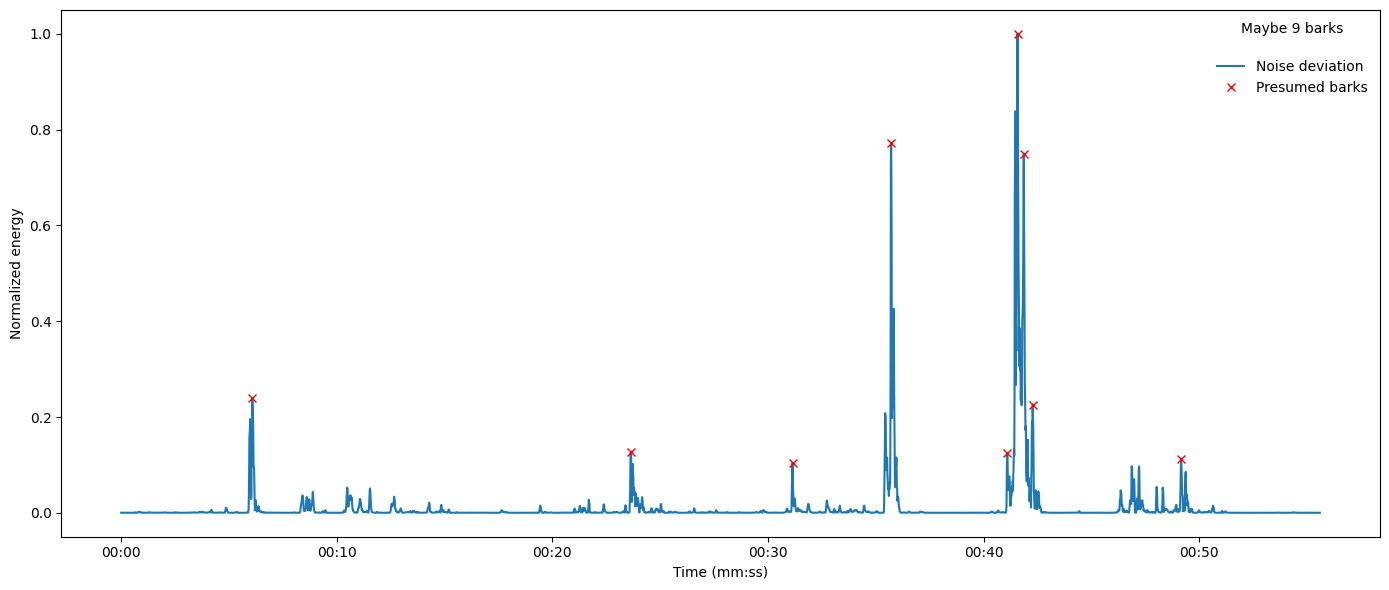 Maybe 9 barks
Noise deviation
Presumed barks
1.0
0.8
0.6
0.4
0.2
0.0
Normalized energy
00:00 00:10 00:20 00:30 00:40 00:50
Time (mm:ss)